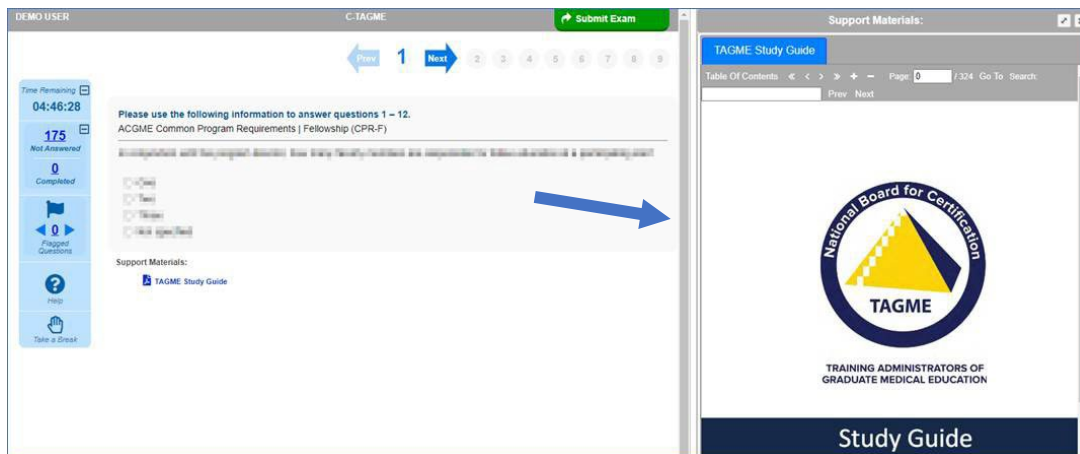 DEMO USER
C-TAGME
Submit Exam
Prev 1 Next 2 3 4 5 6 7 8 9
Time Remaining
04:46:28
175
Not Answered
0
Completed
0
Flagged
Questions
Help
Take a Break
Please use the following information to answer questions 1 – 12.
ACGME Common Program Requirements | Fellowship (CPR-F)
Support Materials:
TAGME Study Guide
Support Materials:
TAGME Study Guide
Table Of Contents « < > » + − Page: 0 / 324 Go To Search:
Prev Next
National Board for Certification
TAGME
TRAINING ADMINISTRATORS OF
GRADUATE MEDICAL EDUCATION
Study Guide